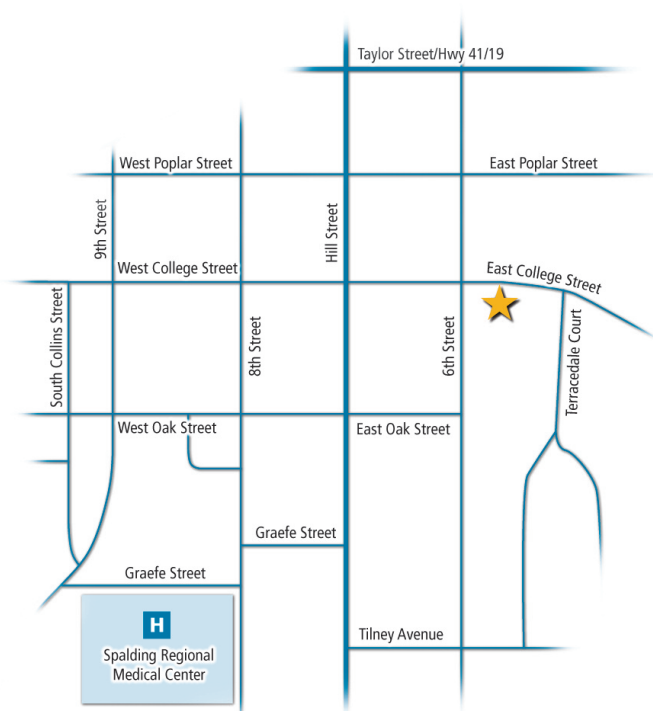 Taylor Street/Hwy 41/19
West Poplar Street
East Poplar Street
9th Street
Hill Street
West College Street
East College Street
South Collins Street
8th Street
6th Street
Terracedale Court
West Oak Street
East Oak Street
Graefe Street
Graefe Street
H
Spalding Regional
Medical Center
Tilney Avenue